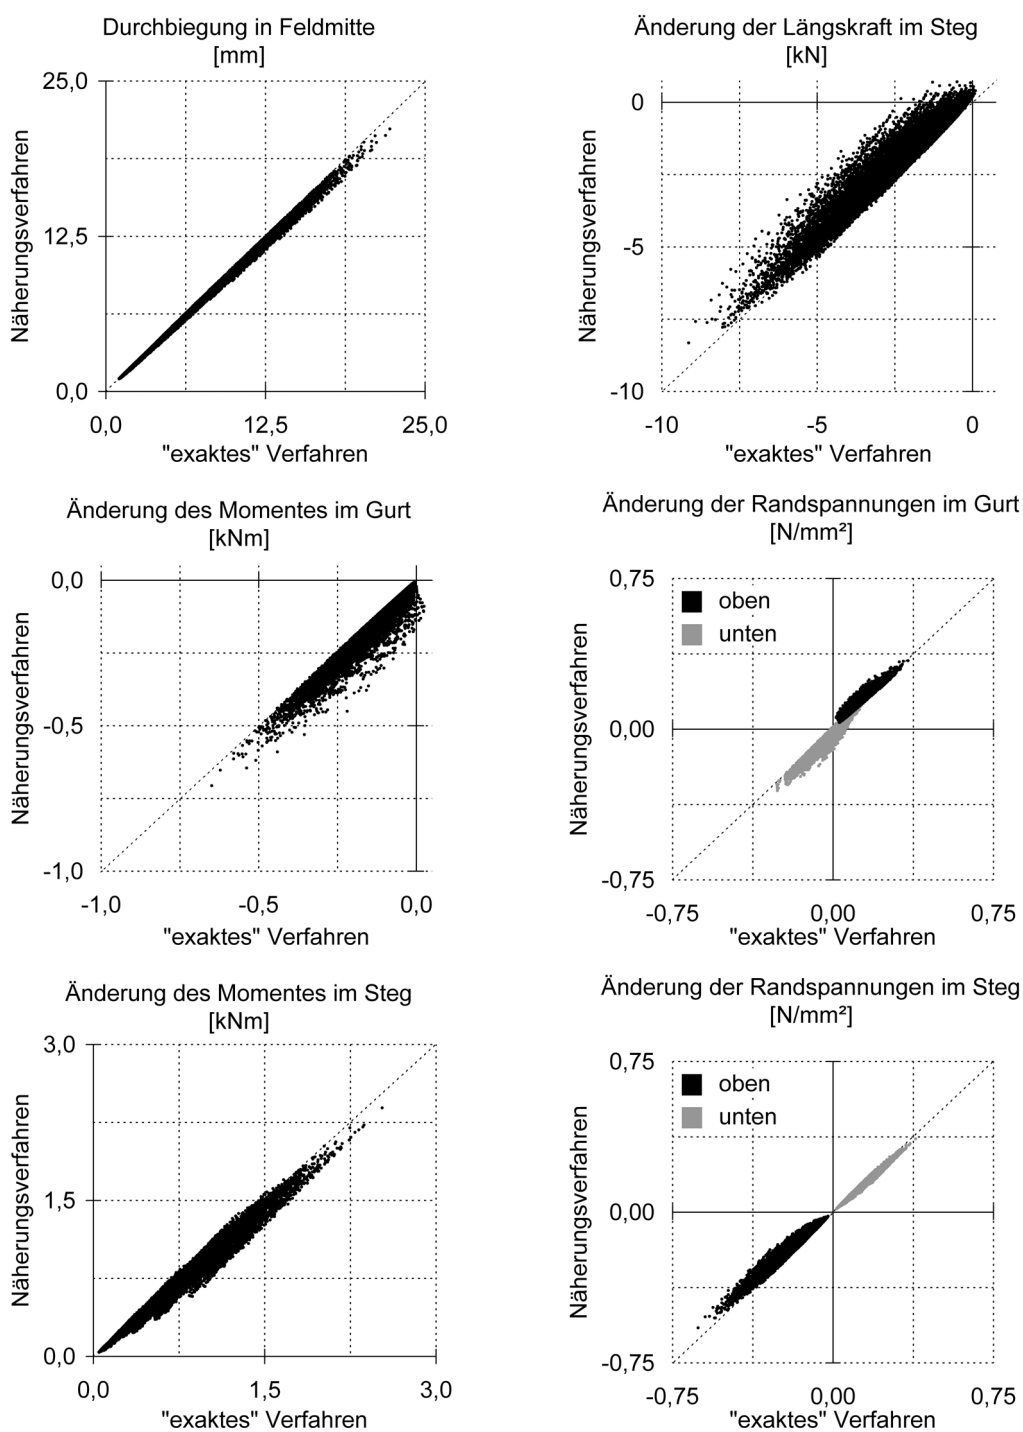 Durchbiegung in Feldmitte
[mm]
25,0
12,5
0,0
0,0 12,5 25,0
Näherungsverfahren
"exaktes" Verfahren
Änderung der Längskraft im Steg
[kN]
0
-5
-10
-10 -5 0
Näherungsverfahren
"exaktes" Verfahren
Änderung des Momentes im Gurt
[kNm]
0,0
-0,5
-1,0
-1,0 -0,5 0,0
Näherungsverfahren
"exaktes" Verfahren
Änderung der Randspannungen im Gurt
[N/mm²]
oben
unten
0,75
0,00
-0,75
-0,75 0,00 0,75
Näherungsverfahren
"exaktes" Verfahren
Änderung des Momentes im Steg
[kNm]
3,0
1,5
0,0
0,0 1,5 3,0
Näherungsverfahren
"exaktes" Verfahren
Änderung der Randspannungen im Steg
[N/mm²]
oben
unten
0,75
0,00
-0,75
-0,75 0,00 0,75
Näherungsverfahren
"exaktes" Verfahren